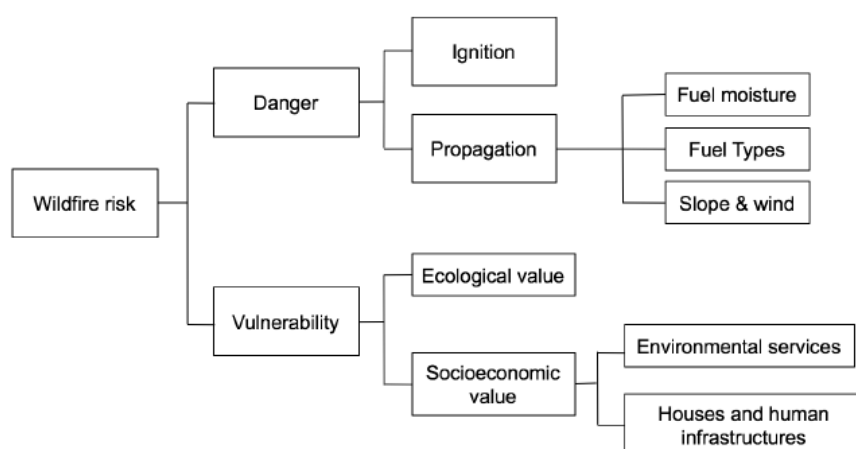 Wildfire risk
Danger
Ignition
Propagation
Fuel moisture
Fuel Types
Slope & wind
Vulnerability
Ecological value
Socioeconomic
value
Environmental services
Houses and human
infrastructures